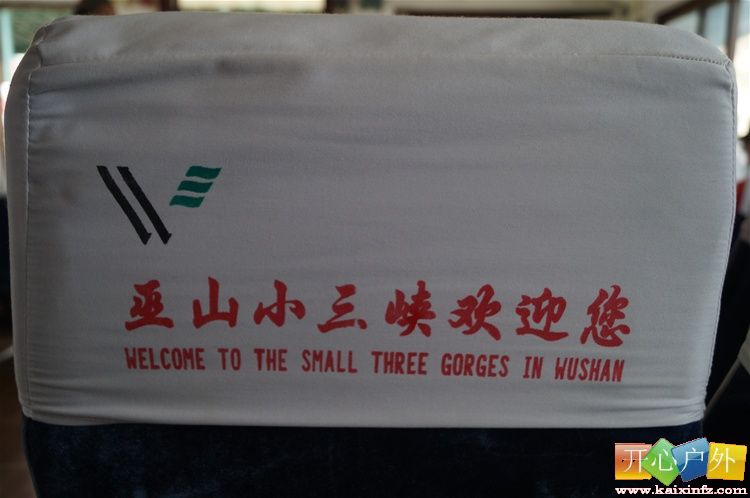 巫山小三峡欢迎您
WELCOME TO THE SMALL THREE GORGES IN WUSHAN
开心户外
www.kaixinfz.com